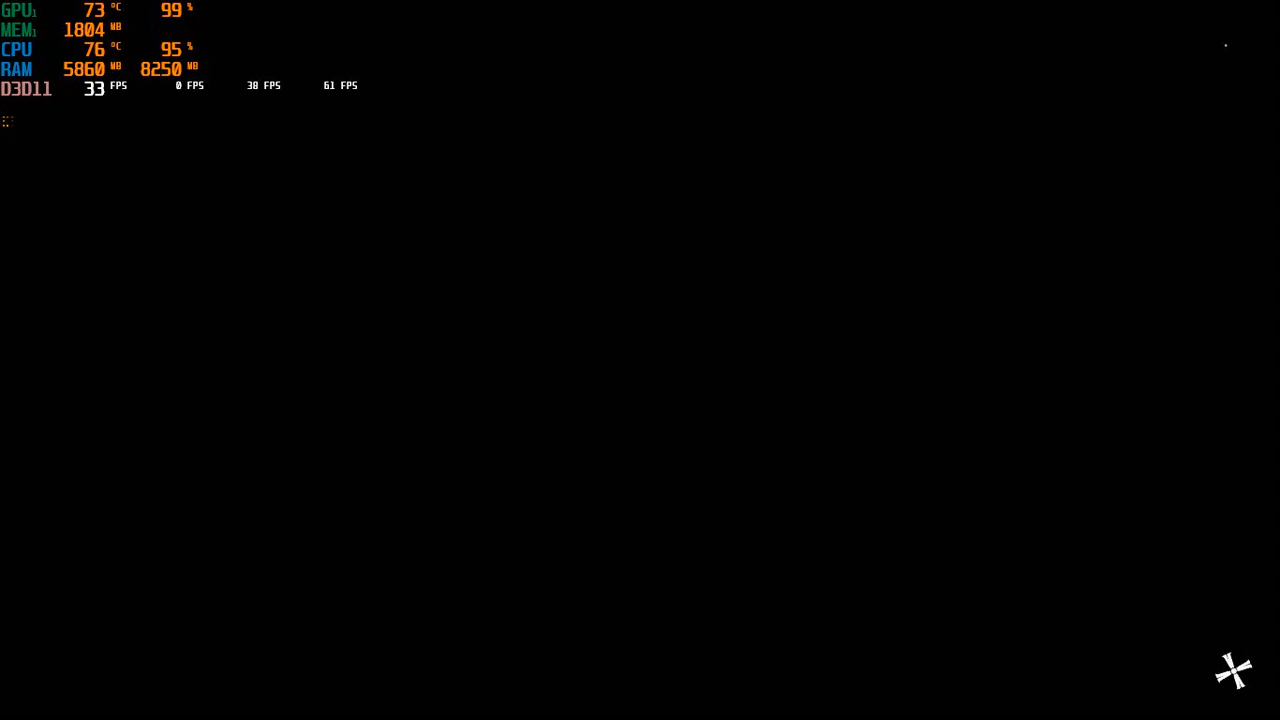 GPU1 73 °C 99 %
MEM1 1804 MB
CPU 76 °C 95 %
RAM 5860 MB 8250 MB
D3D11 33 FPS 0 FPS 38 FPS 61 FPS